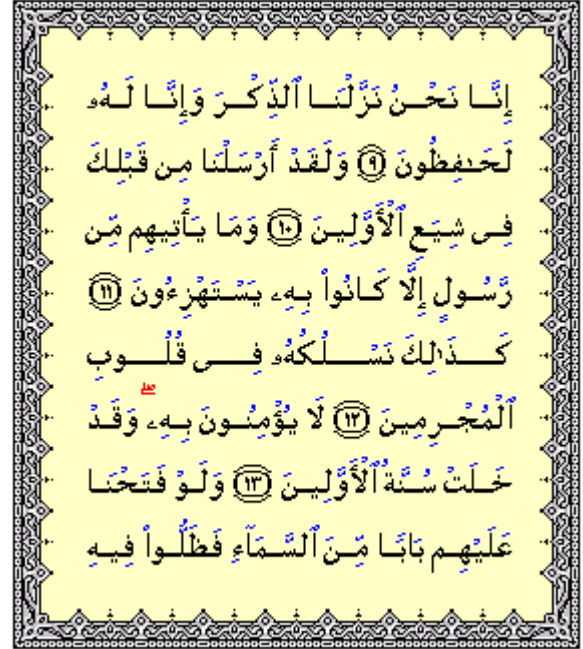 إِنَّا نَحْنُ نَزَّلْنَا ٱلذِّكْرَ وَإِنَّا لَهُۥ
لَحَـٰفِظُونَ ٩ وَلَقَدْ أَرْسَلْنَا مِن قَبْلِكَ
فِى شِيَعِ ٱلْأَوَّلِينَ ١٠ وَمَا يَأْتِيهِم مِّن
رَّسُولٍ إِلَّا كَانُوا۟ بِهِۦ يَسْتَهْزِءُونَ ١١
كَذَٰلِكَ نَسْلُكُهُۥ فِى قُلُوبِ
ٱلْمُجْرِمِينَ ١٢ لَا يُؤْمِنُونَ بِهِۦ ۖ وَقَدْ
خَلَتْ سُنَّةُ ٱلْأَوَّلِينَ ١٣ وَلَوْ فَتَحْنَا
عَلَيْهِم بَابًا مِّنَ ٱلسَّمَآءِ فَظَلُّوا۟ فِيهِ